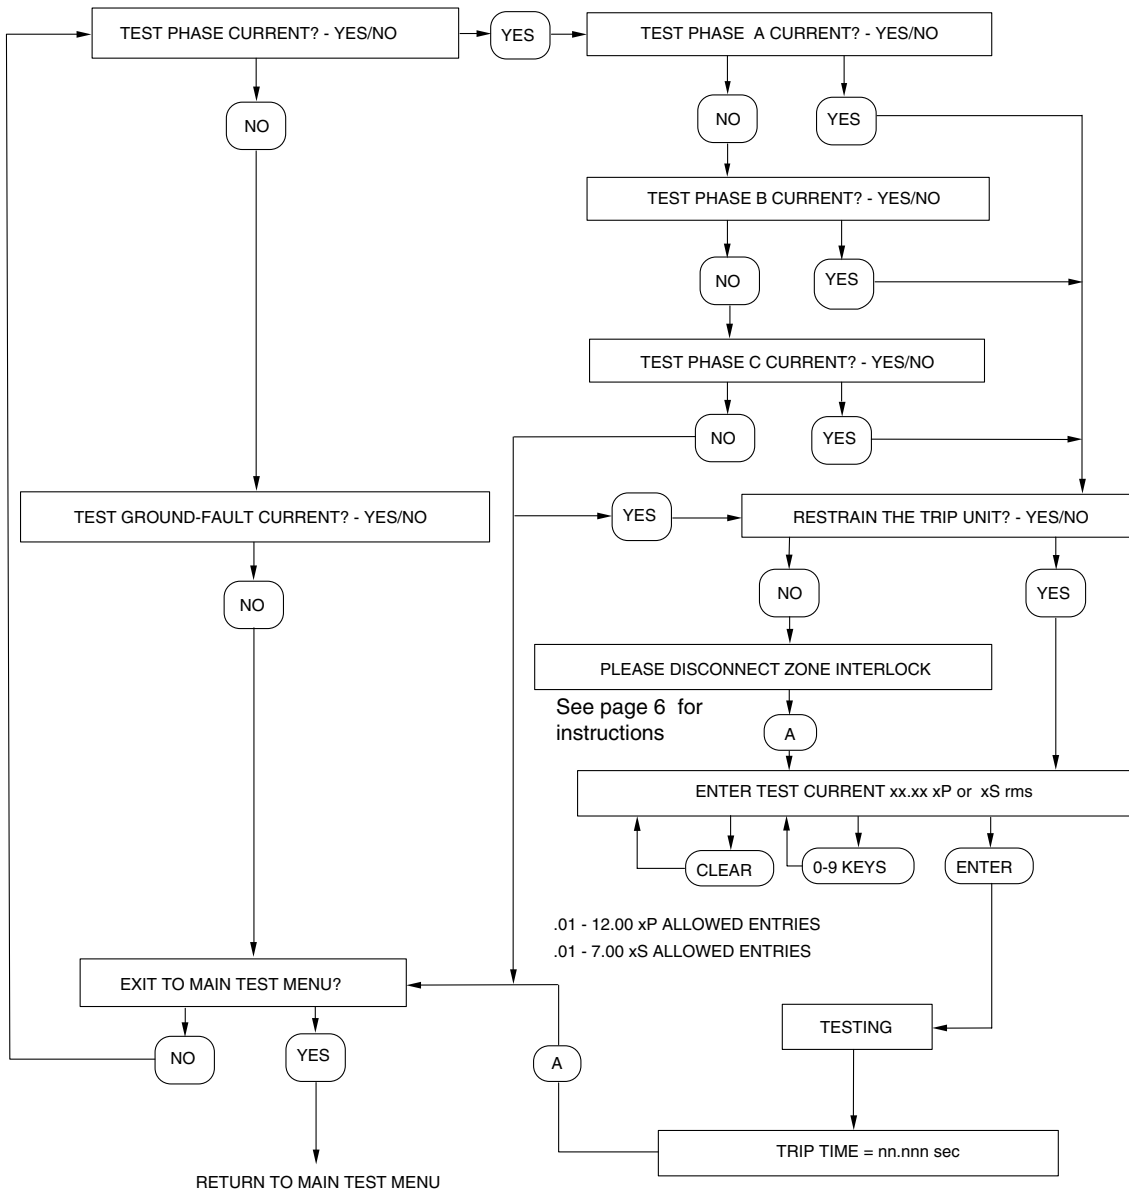 TEST PHASE CURRENT? - YES/NO
YES
TEST PHASE A CURRENT? - YES/NO
NO
NO
YES
TEST PHASE B CURRENT? - YES/NO
NO
YES
TEST PHASE C CURRENT? - YES/NO
NO
YES
TEST GROUND-FAULT CURRENT? - YES/NO
YES
RESTRAIN THE TRIP UNIT? - YES/NO
NO
NO
YES
PLEASE DISCONNECT ZONE INTERLOCK
See page 6 for
instructions
A
ENTER TEST CURRENT xx.xx xP or xS rms
CLEAR
0-9 KEYS
ENTER
.01 - 12.00 xP ALLOWED ENTRIES
.01 - 7.00 xS ALLOWED ENTRIES
EXIT TO MAIN TEST MENU?
TESTING
NO
YES
A
TRIP TIME = nn.nnn sec
RETURN TO MAIN TEST MENU